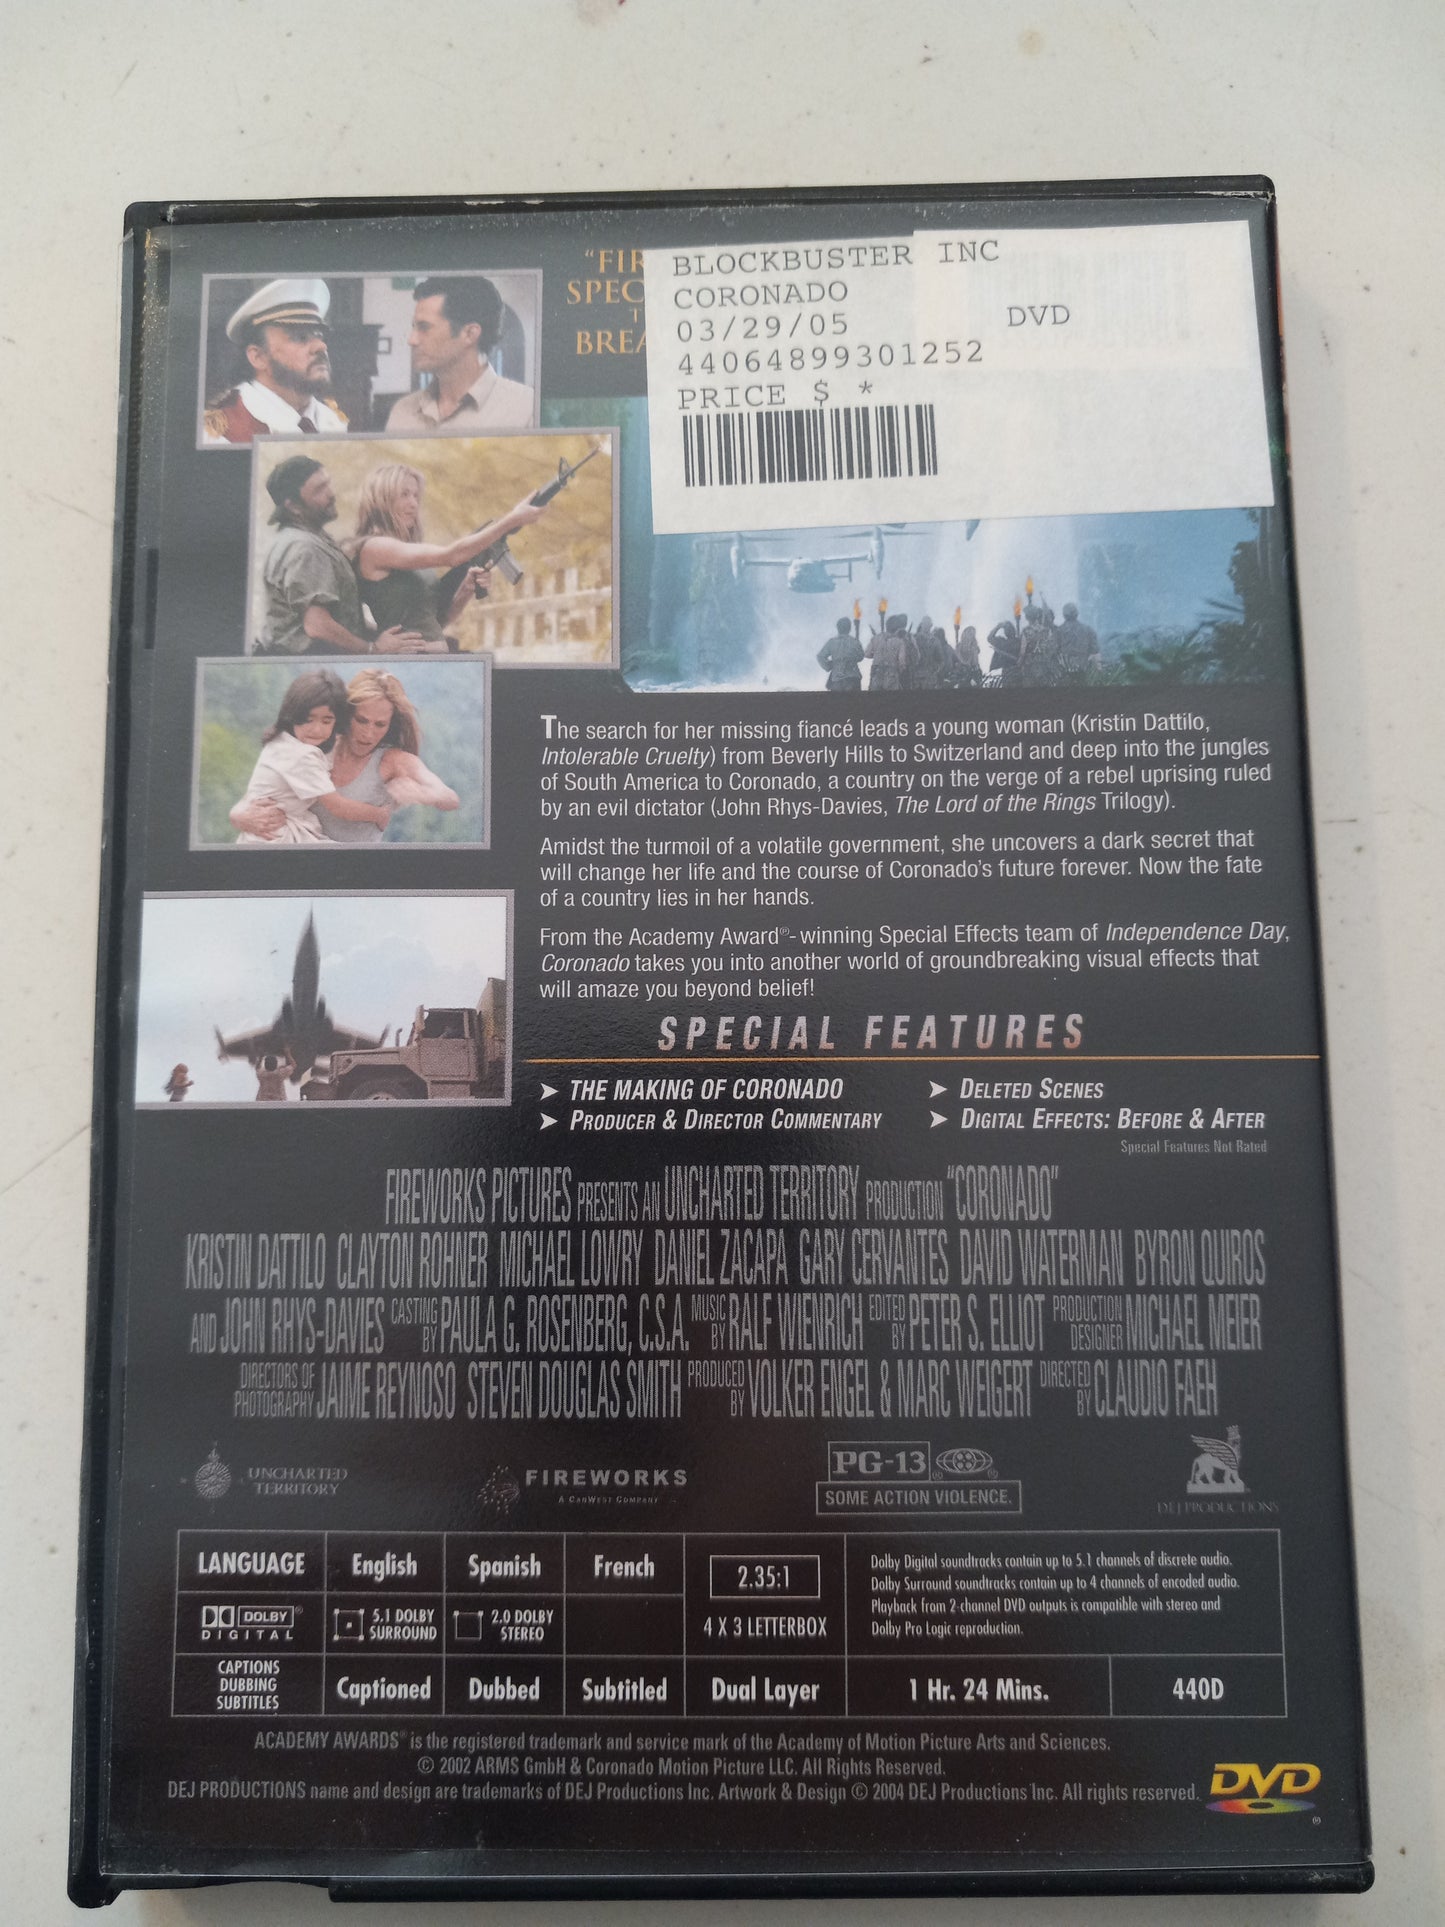 "FIR
SPEC
T
BREA
BLOCKBUSTER INC
CORONADO
03/29/05
DVD
44064899301252
PRICE $ *
The search for her missing fiancé leads a young woman (Kristin Dattilo,
Intolerable Cruelty) from Beverly Hills to Switzerland and deep into the jungles
of South America to Coronado, a country on the verge of a rebel uprising ruled
by an evil dictator (John Rhys-Davies, The Lord of the Rings Trilogy).
Amidst the turmoil of a volatile government, she uncovers a dark secret that
will change her life and the course of Coronado's future forever. Now the fate
of a country lies in her hands.
From the Academy Award®-winning Special Effects team of Independence Day,
Coronado takes you into another world of groundbreaking visual effects that
will amaze you beyond belief!
SPECIAL FEATURES
➤ THE MAKING OF CORONADO
➤ PRODUCER & DIRECTOR COMMENTARY
➤ DELETED SCENES
➤ DIGITAL EFFECTS: BEFORE & AFTER
Special Features Not Rated
FIREWORKS PICTURES PRESENTS AN UNCHARTED TERRITORY PRODUCTION "CORONADO"
KRISTIN DATTILO CLAYTON ROHNER MICHAEL LOWRY DANIEL ZACAPA GARY CERVANTES DAVID WATERMAN BYRON QUIROS
AND JOHN RHYS-DAVIES CASTING BY PAULA G. ROSENBERG, C.S.A. MUSIC BY RALF WIENRICH EDITED BY PETER S. ELLIOT PRODUCTION DESIGNER MICHAEL MEIER
DIRECTORS OF PHOTOGRAPHY JAIME REYNOSO STEVEN DOUGLAS SMITH PRODUCED BY VOLKER ENGEL & MARC WEIGERT DIRECTED BY CLAUDIO FAEH
UNCHARTED
TERRITORY
FIREWORKS
A CANWEST COMPANY
PG-13 ®
SOME ACTION VIOLENCE.
DEJ PRODUCTIONS
LANGUAGE English Spanish French
DOLBY
DIGITAL
5.1 DOLBY
SURROUND
2.0 DOLBY
STEREO
2.35:1
4 X 3 LETTERBOX
Dolby Digital soundtracks contain up to 5.1 channels of discrete audio.
Dolby Surround soundtracks contain up to 4 channels of encoded audio.
Playback from 2-channel DVD outputs is compatible with stereo and
Dolby Pro Logic reproduction.
CAPTIONS
DUBBING
SUBTITLES
Captioned Dubbed Subtitled Dual Layer 1 Hr. 24 Mins. 440D
ACADEMY AWARDS® is the registered trademark and service mark of the Academy of Motion Picture Arts and Sciences.
© 2002 ARMS GmbH & Coronado Motion Picture LLC. All Rights Reserved.
DEJ PRODUCTIONS name and design are trademarks of DEJ Productions Inc. Artwork & Design © 2004 DEJ Productions Inc. All rights reserved.
DVD
®